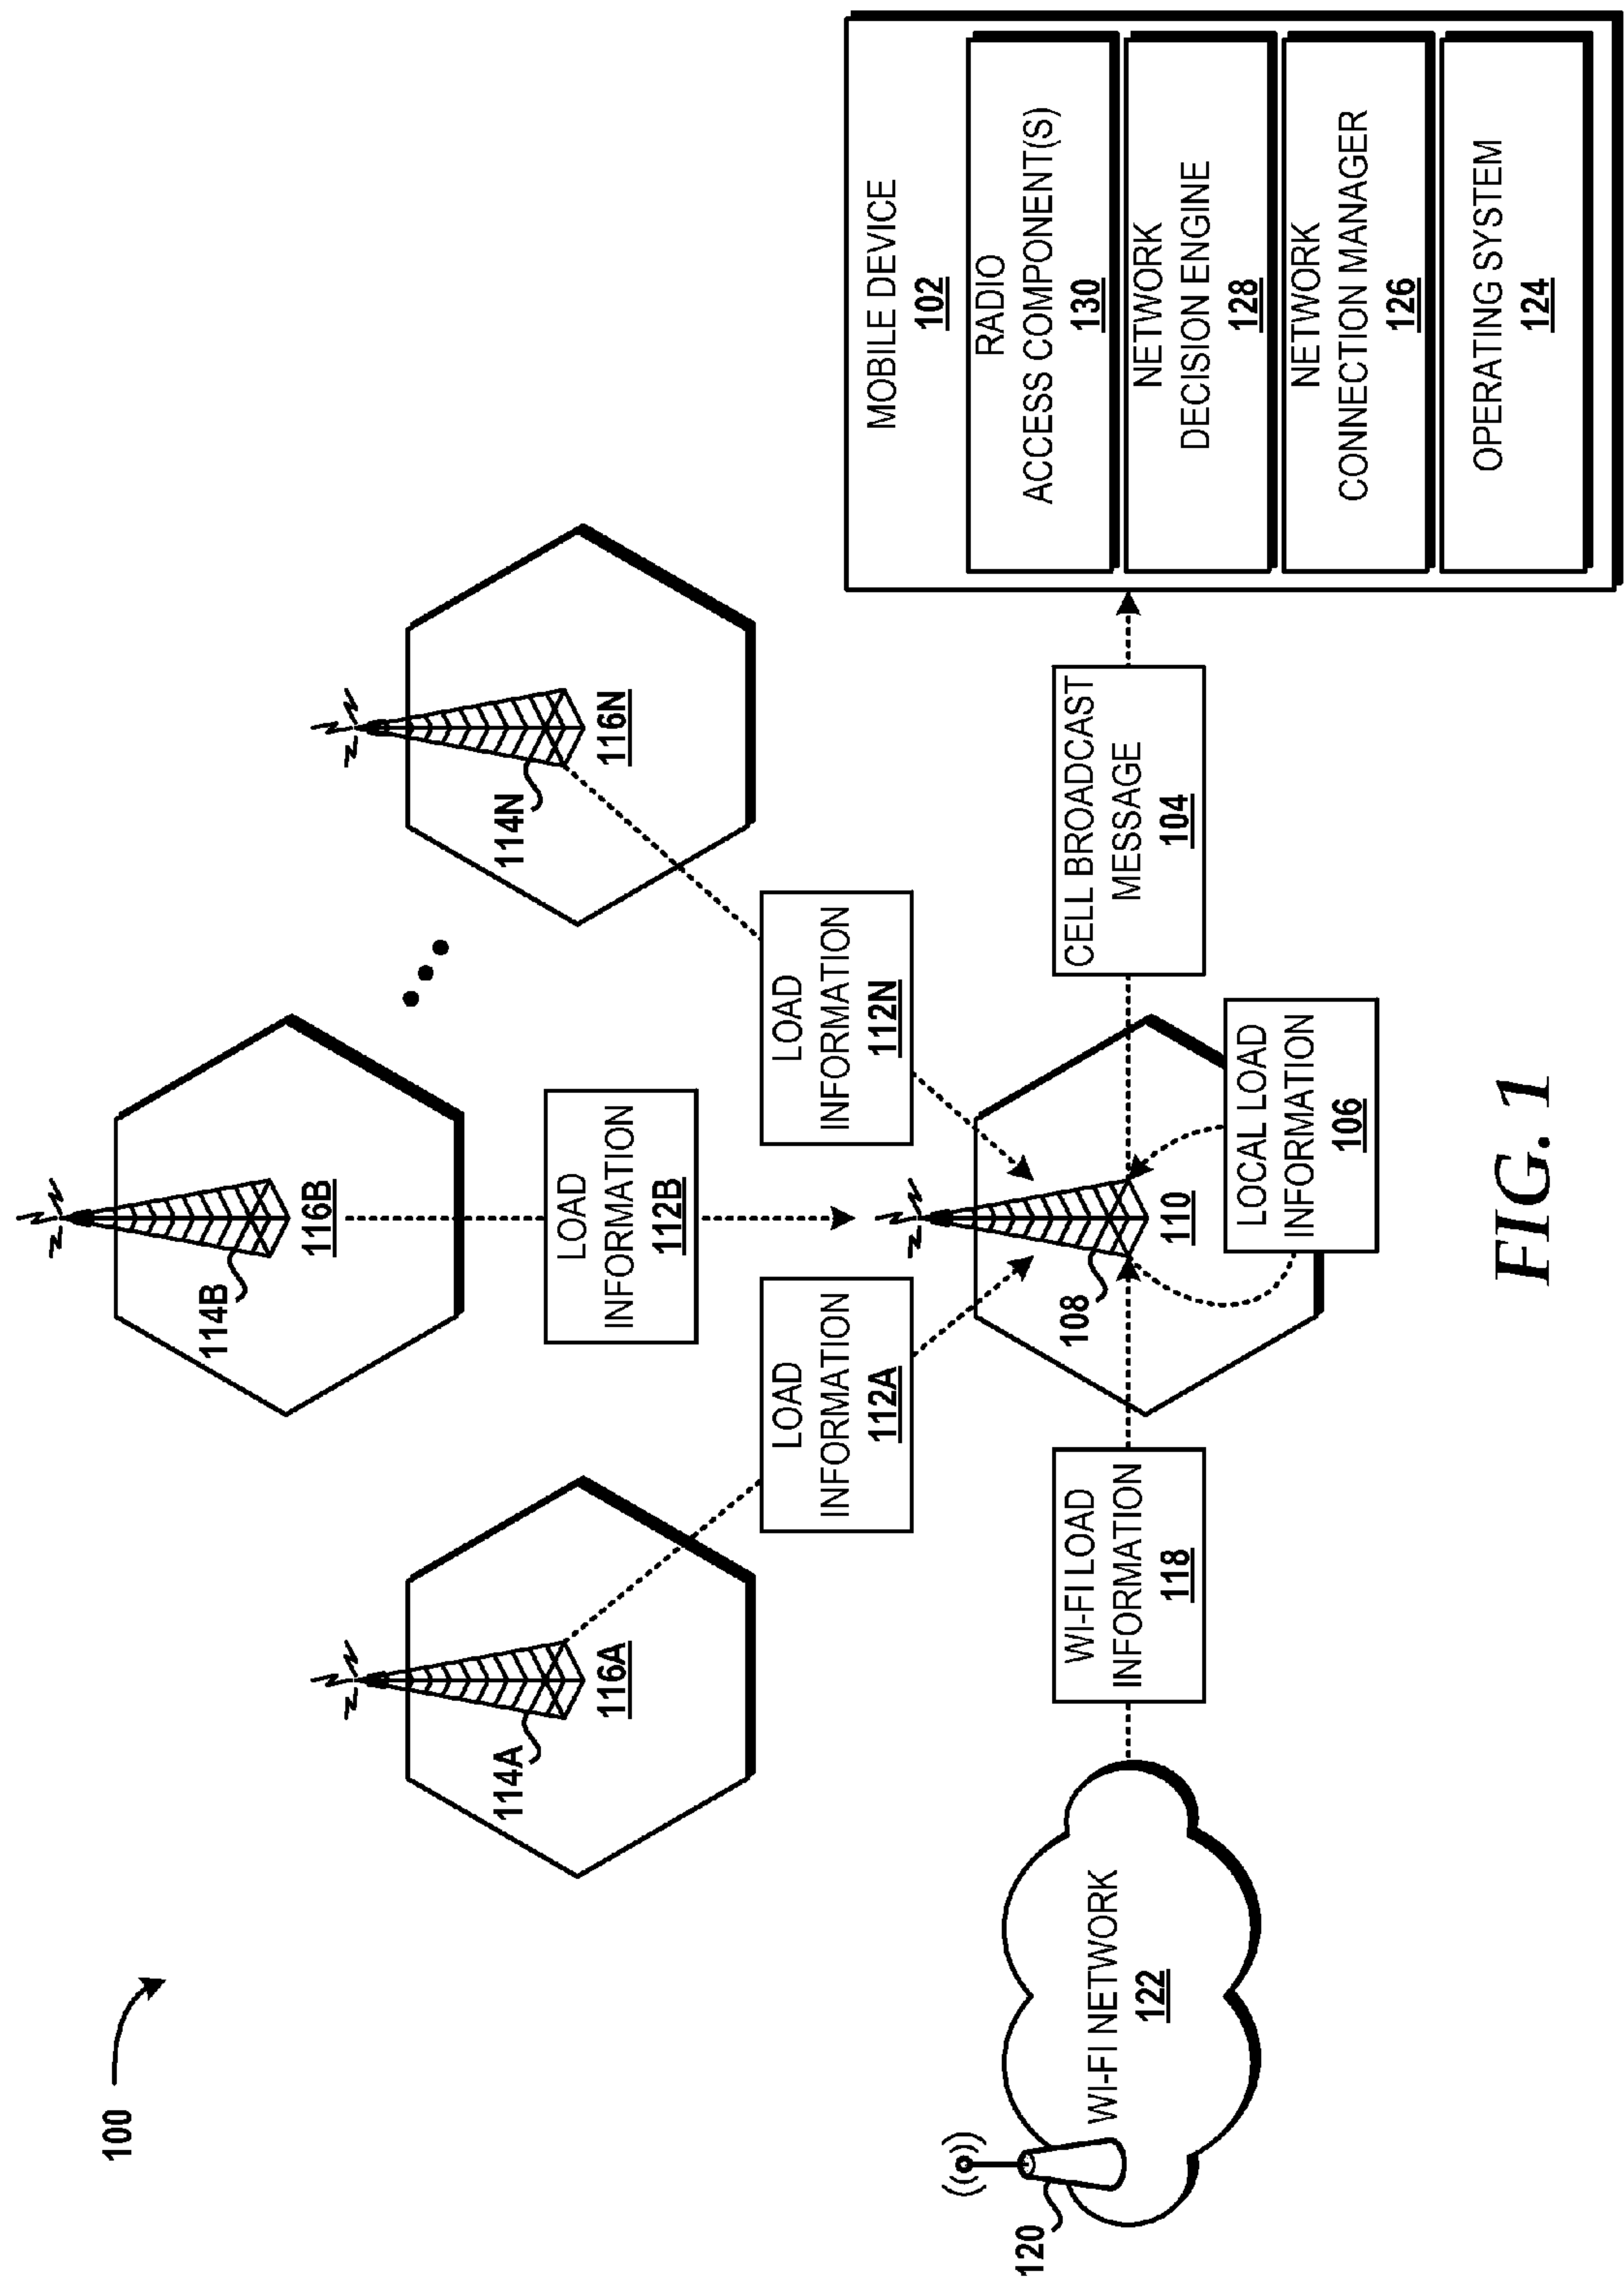 100
114A
116A
114B
116B
114N
116N
LOAD
INFORMATION
112A
LOAD
INFORMATION
112B
LOAD
INFORMATION
112N
120
WI-FI NETWORK
122
WI-FI LOAD
INFORMATION
118
108
110
LOCAL LOAD
INFORMATION
106
CELL BROADCAST
MESSAGE
104
MOBILE DEVICE
102
RADIO
ACCESS COMPONENT(S)
130
NETWORK
DECISION ENGINE
128
NETWORK
CONNECTION MANAGER
126
OPERATING SYSTEM
124
FIG. 1